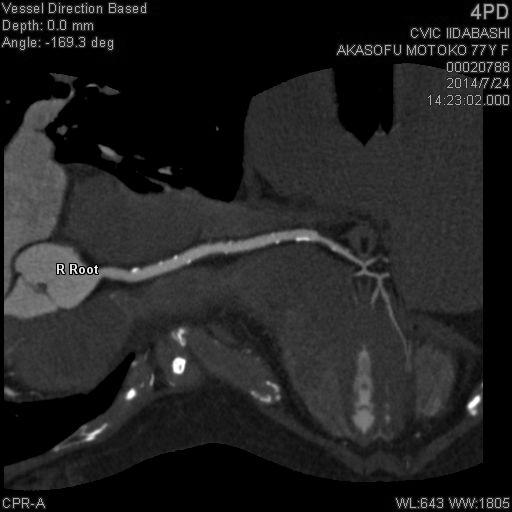 Vessel Direction Based
Depth: 0.0 mm
Angle: -169.3 deg
4PD
CVIC IIDABASHI
AKASOFU MOTOKO 77Y F
00020788
2014/7/24
14:23:02.000
R Root
CPR-A
WL:643 WW:1805